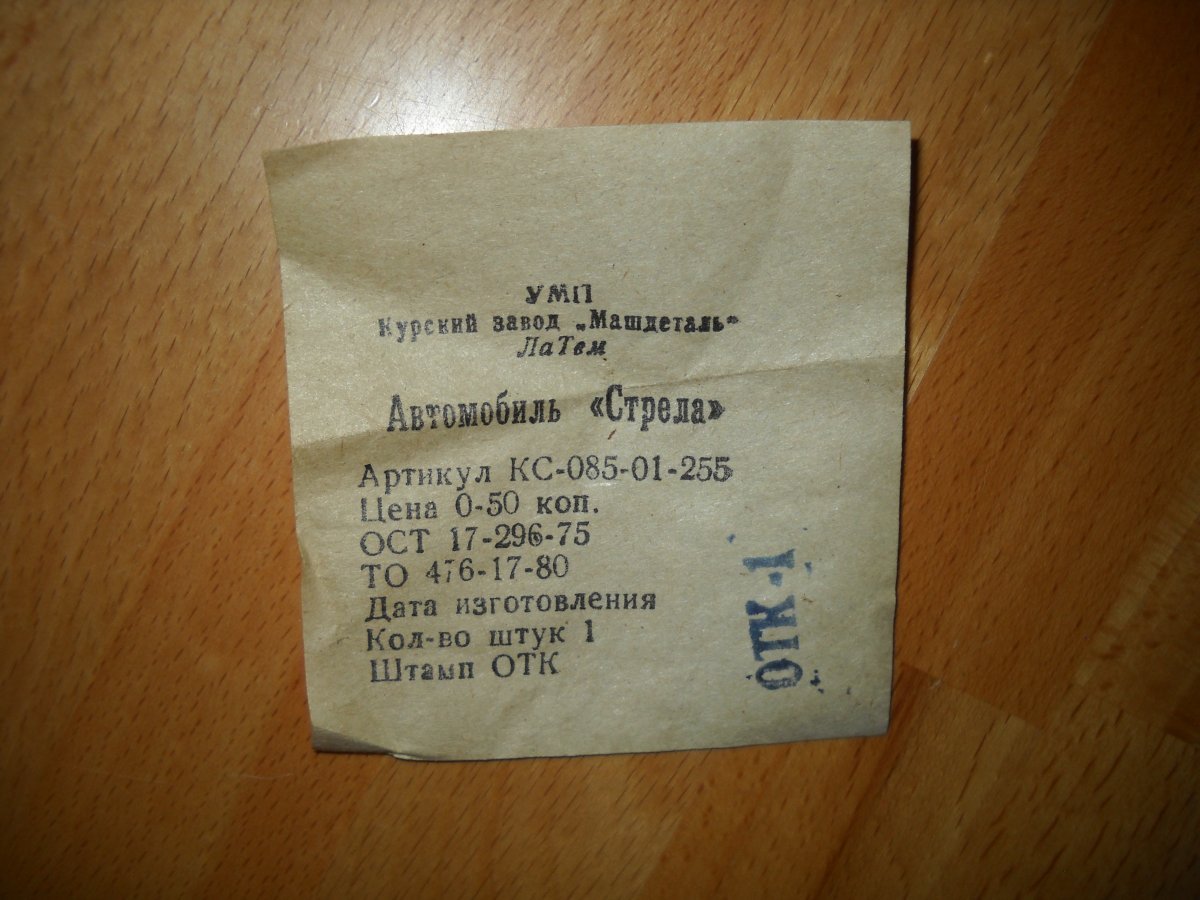 УМП
Курский завод „Машдеталь"
ЛаТем
Автомобиль «Стрела»
Артикул КС-085-01-255
Цена 0-50 коп.
ОСТ 17-296-75
ТО 476-17-80
Дата изготовления
Кол-во штук 1
Штамп ОТК
ОТК-1